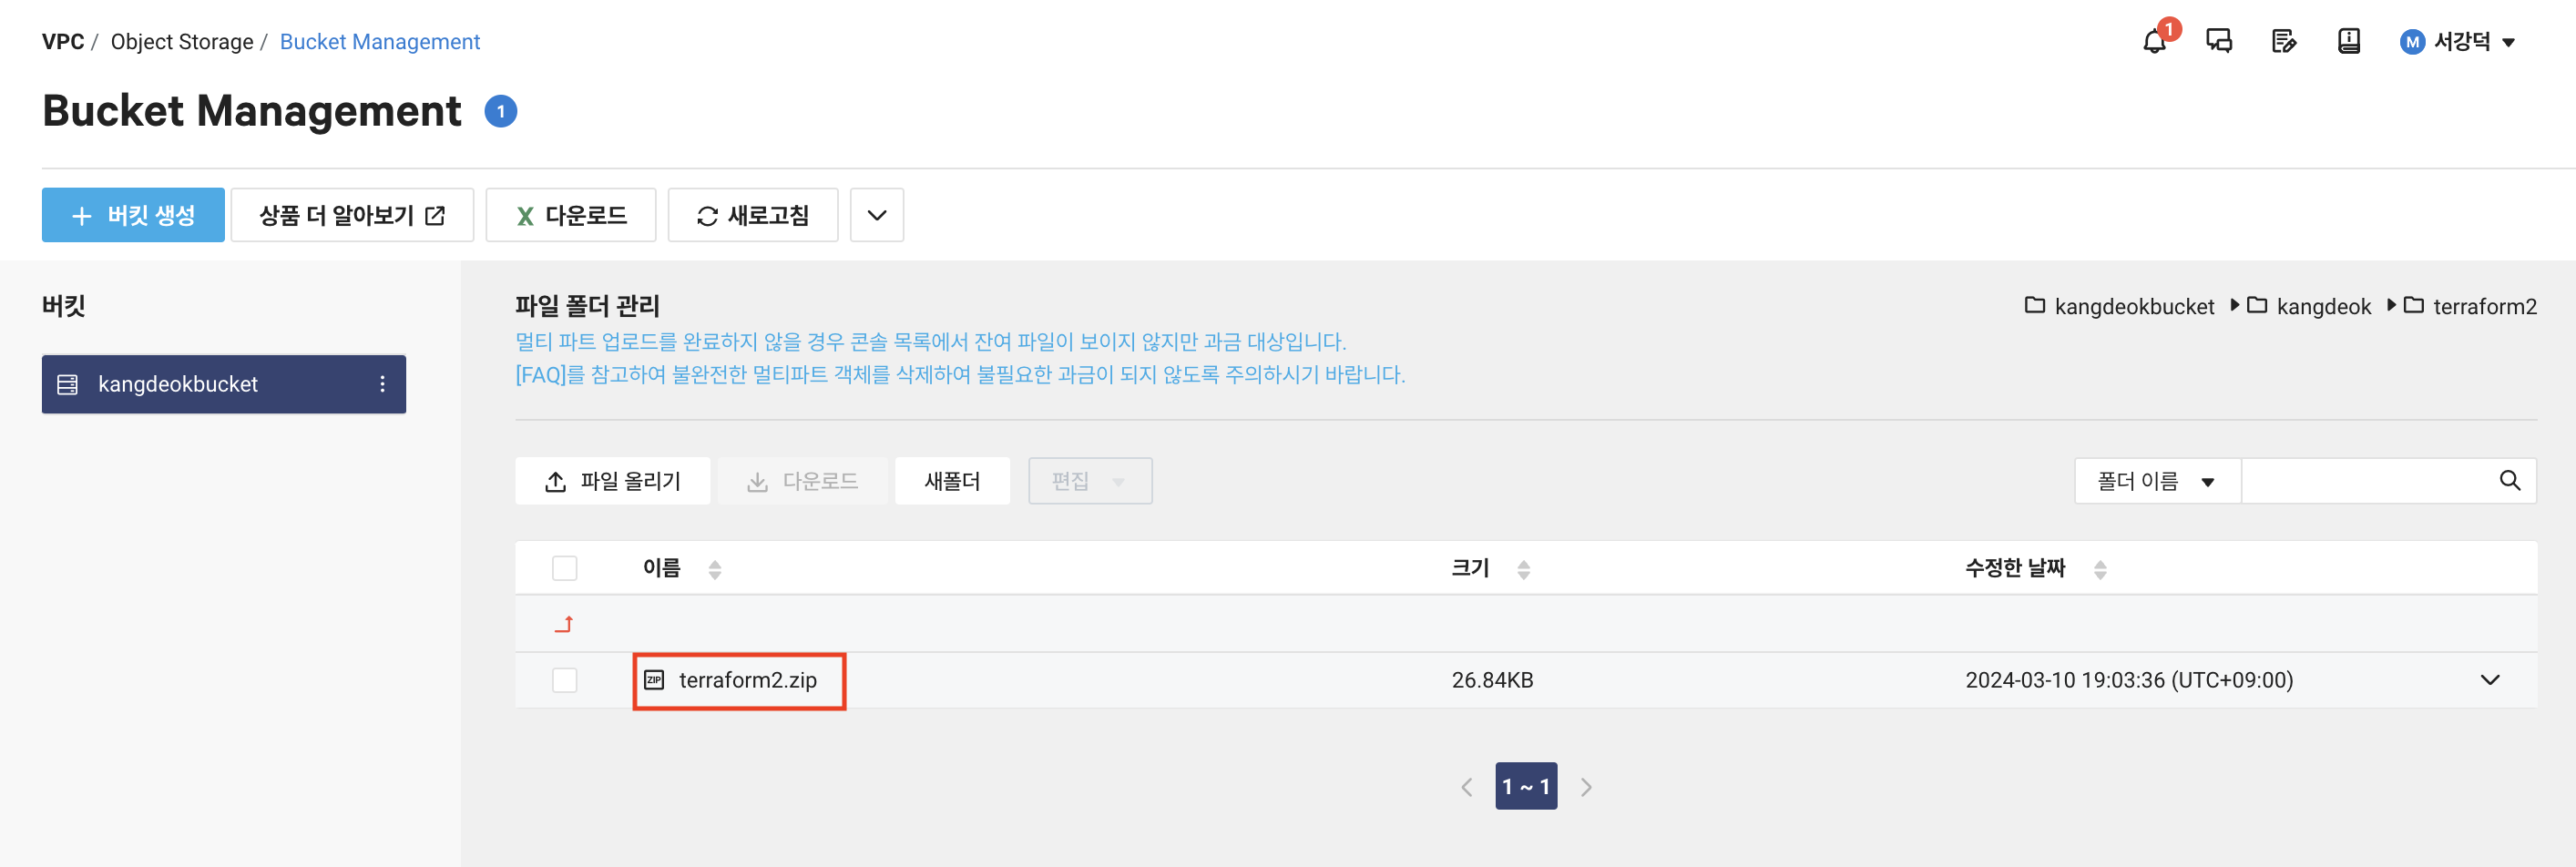 VPC / Object Storage / Bucket Management
1
M 서강덕
Bucket Management 1
+ 버킷 생성
상품 더 알아보기
X 다운로드
새로고침
버킷
kangdeokbucket
파일 폴더 관리
kangdeokbucket kangdeok terraform2
멀티 파트 업로드를 완료하지 않을 경우 콘솔 목록에서 잔여 파일이 보이지 않지만 과금 대상입니다.
[FAQ]를 참고하여 불완전한 멀티파트 객체를 삭제하여 불필요한 과금이 되지 않도록 주의하시기 바랍니다.
파일 올리기
다운로드
새폴더
편집
폴더 이름
이름 크기 수정한 날짜
ZIP terraform2.zip 26.84KB 2024-03-10 19:03:36 (UTC+09:00)
1 ~ 1